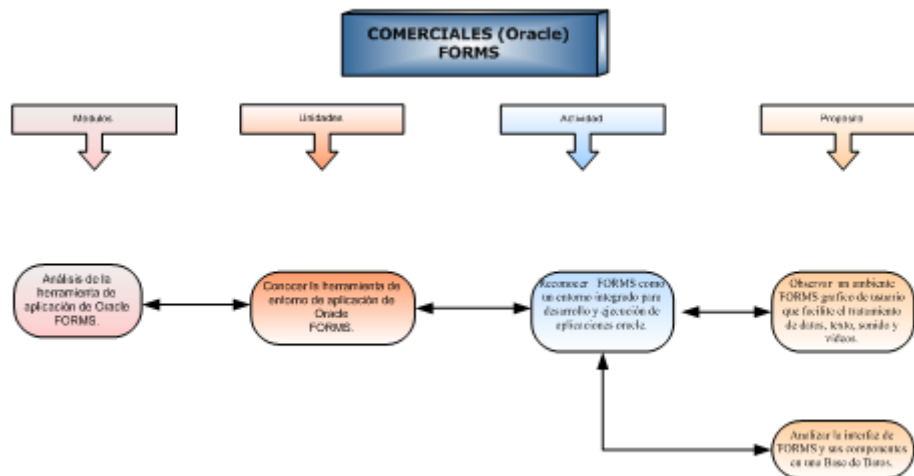 COMERCIALES (Oracle)
FORMS
Modulos
Unidades
Actividad
Proposito
Análisis de la
herramienta de
aplicación de Oracle
FORMS.
Conocer la herramienta de
entorno de aplicación de
Oracle
FORMS.
Reconocer FORMS como
un entorno integrado para
desarrollo y ejecución de
aplicaciones oracle.
Observar un ambiente
FORMS grafico de usuario
que facilite el tratamiento
de datos, texto, sonido y
videos.
Analizar la interfaz de
FORMS y sus componentes
en una Base de Datos.